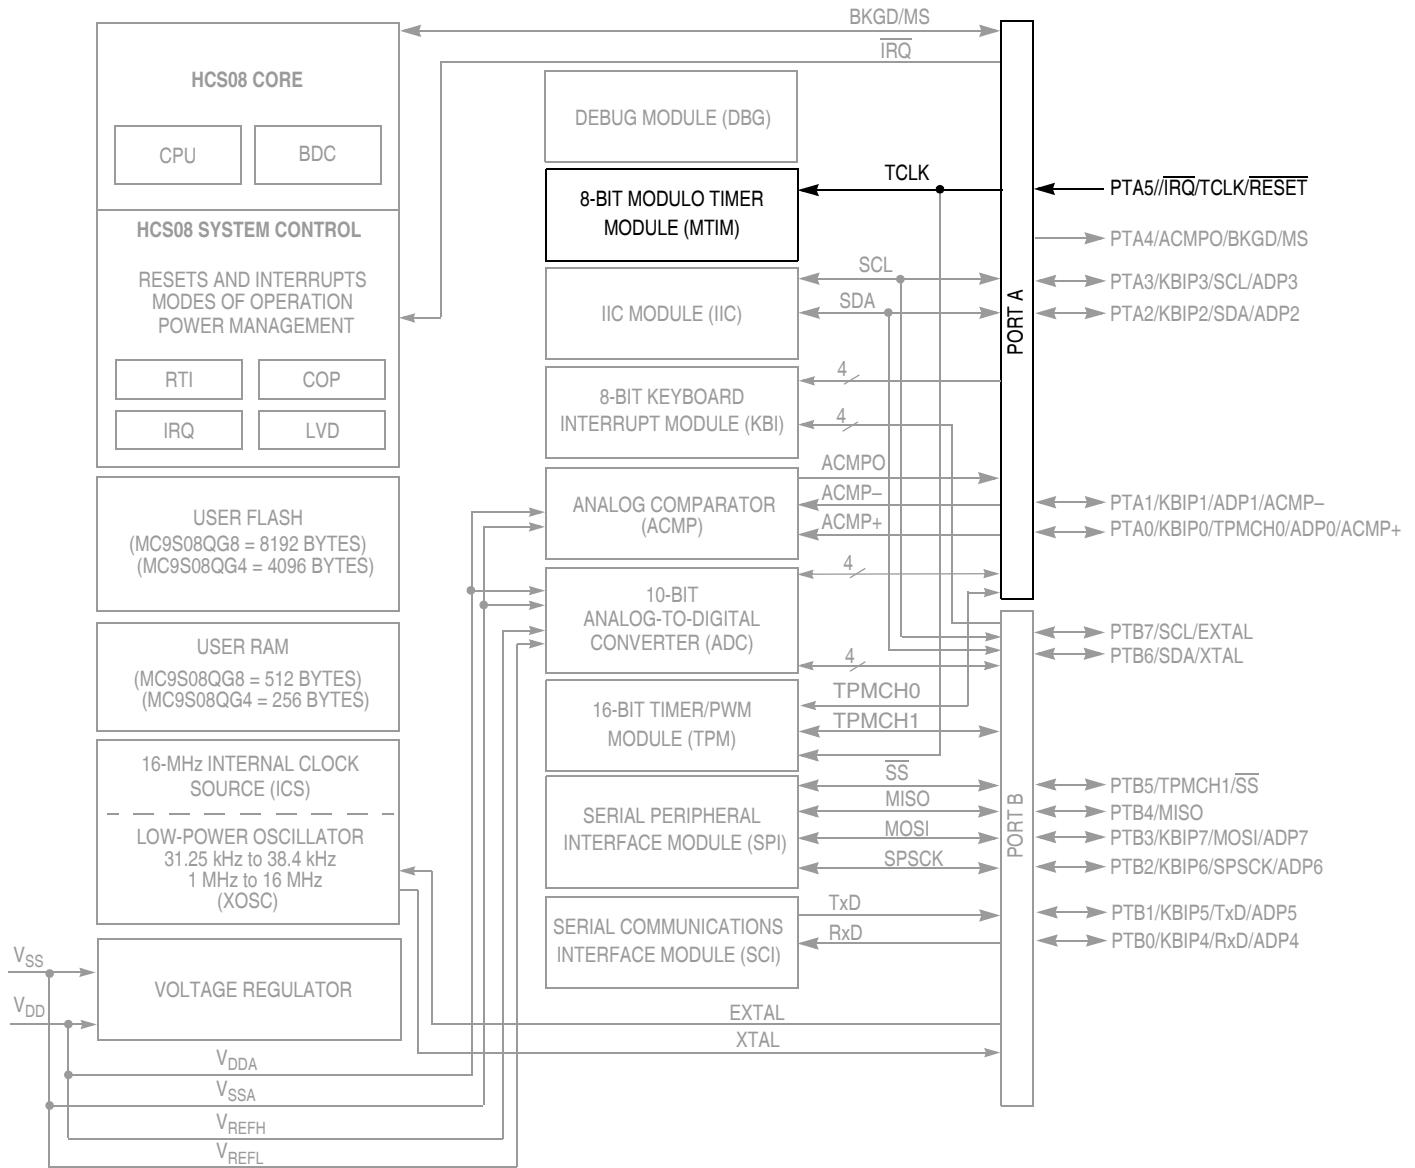 BKGD/MS
IRQ
HCS08 CORE
CPU
BDC
HCS08 SYSTEM CONTROL
RESETS AND INTERRUPTS
MODES OF OPERATION
POWER MANAGEMENT
RTI
COP
IRQ
LVD
USER FLASH
(MC9S08QG8 = 8192 BYTES)
(MC9S08QG4 = 4096 BYTES)
USER RAM
(MC9S08QG8 = 512 BYTES)
(MC9S08QG4 = 256 BYTES)
16-MHz INTERNAL CLOCK
SOURCE (ICS)
LOW-POWER OSCILLATOR
31.25 kHz to 38.4 kHz
1 MHz to 16 MHz
(XOSC)
VSS
VDD
VOLTAGE REGULATOR
VDDA
VSSA
VREFH
VREFL
DEBUG MODULE (DBG)
8-BIT MODULO TIMER
MODULE (MTIM)
TCLK
IIC MODULE (IIC)
SCL
SDA
8-BIT KEYBOARD
INTERRUPT MODULE (KBI)
4
4
ANALOG COMPARATOR
(ACMP)
ACMPO
ACMP–
ACMP+
10-BIT
ANALOG-TO-DIGITAL
CONVERTER (ADC)
4
4
16-BIT TIMER/PWM
MODULE (TPM)
TPMCH0
TPMCH1
SERIAL PERIPHERAL
INTERFACE MODULE (SPI)
SS
MISO
MOSI
SPSCK
SERIAL COMMUNICATIONS
INTERFACE MODULE (SCI)
TxD
RxD
EXTAL
XTAL
PORT A
PORT B
PTA5//IRQ/TCLK/RESET
PTA4/ACMPO/BKGD/MS
PTA3/KBIP3/SCL/ADP3
PTA2/KBIP2/SDA/ADP2
PTA1/KBIP1/ADP1/ACMP–
PTA0/KBIP0/TPMCH0/ADP0/ACMP+
PTB7/SCL/EXTAL
PTB6/SDA/XTAL
PTB5/TPMCH1/SS
PTB4/MISO
PTB3/KBIP7/MOSI/ADP7
PTB2/KBIP6/SPSCK/ADP6
PTB1/KBIP5/TxD/ADP5
PTB0/KBIP4/RxD/ADP4